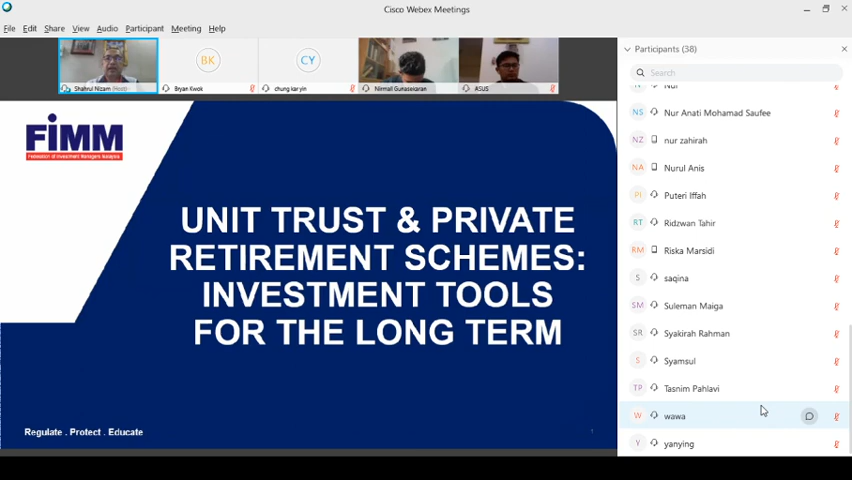 Cisco Webex Meetings
File Edit Share View Audio Participant Meeting Help
BK
CY
Shahrul Nizam (Host)
Bryan Kwok
chung kar yin
Nirmall Gunasekaran
ASUS
FiMM
Federation of Investment Managers Malaysia
UNIT TRUST & PRIVATE
RETIREMENT SCHEMES:
INVESTMENT TOOLS
FOR THE LONG TERM
Regulate . Protect . Educate
1
Participants (38)
Search
Nur
NS Nur Anati Mohamad Saufee
NZ nur zahirah
NA Nurul Anis
PI Puteri Iffah
RT Ridzwan Tahir
RM Riska Marsidi
S saqina
SM Suleman Maiga
SR Syakirah Rahman
S Syamsul
TP Tasnim Pahlavi
W wawa
Y yanying